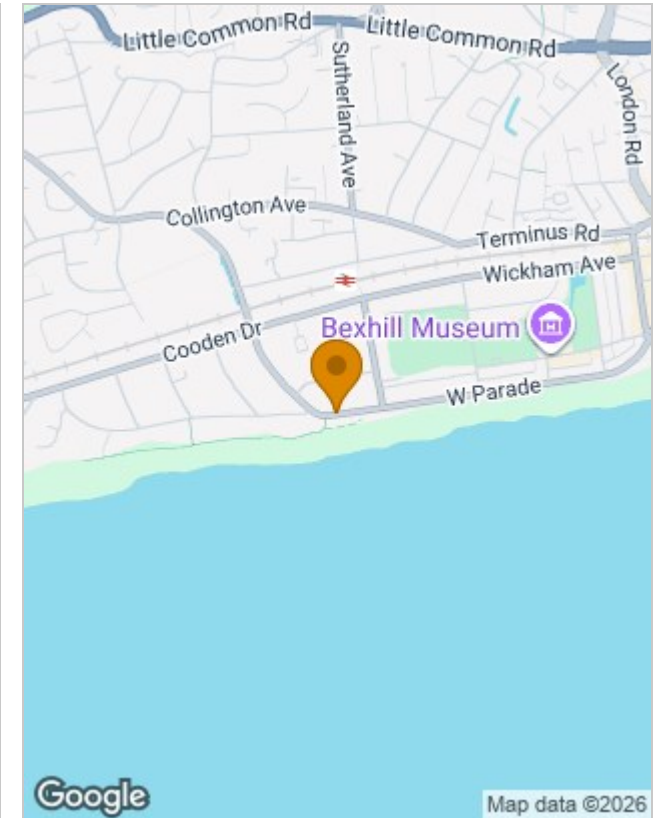 Little Common Rd
Little Common Rd
Sutherland Ave
London Rd
Collington Ave
Terminus Rd
Wickham Ave
Cooden Dr
Bexhill Museum
W Parade
Google
Map data ©2026